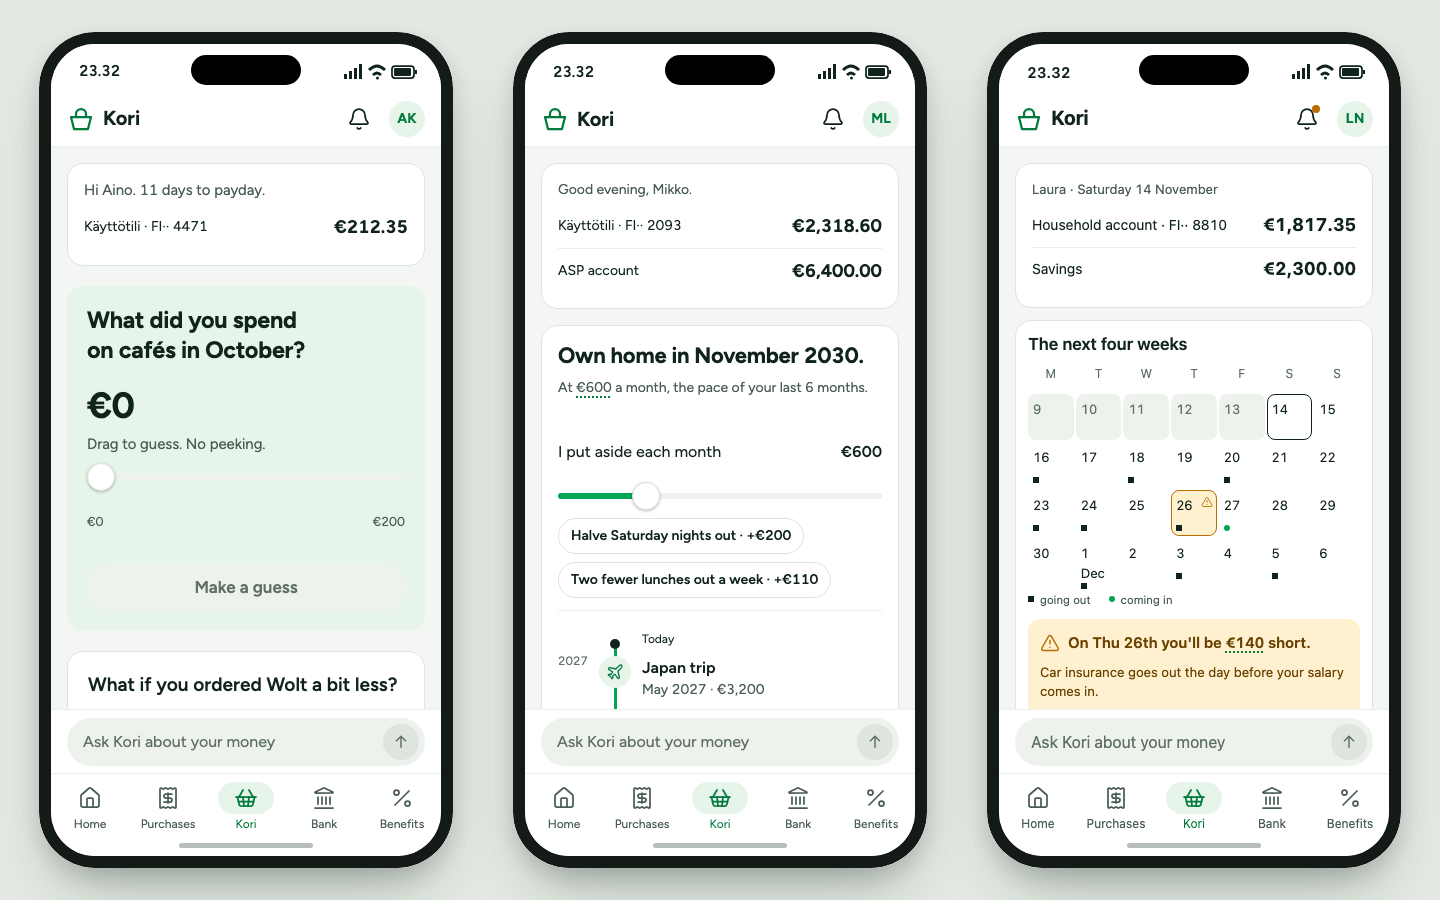 23.32
Kori
AK
Hi Aino. 11 days to payday.
Käyttötili · FI·· 4471 €212.35
What did you spend
on cafés in October?
€0
Drag to guess. No peeking.
€0 €200
Make a guess
What if you ordered Wolt a bit less?
Ask Kori about your money
Home Purchases Kori Bank Benefits
23.32
Kori
ML
Good evening, Mikko.
Käyttötili · FI·· 2093 €2,318.60
ASP account €6,400.00
Own home in November 2030.
At €600 a month, the pace of your last 6 months.
I put aside each month €600
Halve Saturday nights out · +€200
Two fewer lunches out a week · +€110
Today
2027 Japan trip
May 2027 · €3,200
Ask Kori about your money
Home Purchases Kori Bank Benefits
23.32
Kori
LN
Laura · Saturday 14 November
Household account · FI·· 8810 €1,817.35
Savings €2,300.00
The next four weeks
M T W T F S S
9 10 11 12 13 14 15
16 17 18 19 20 21 22
23 24 25 26 27 28 29
30 1 2 3 4 5 6
Dec
going out coming in
On Thu 26th you'll be €140 short.
Car insurance goes out the day before your salary
comes in.
Ask Kori about your money
Home Purchases Kori Bank Benefits